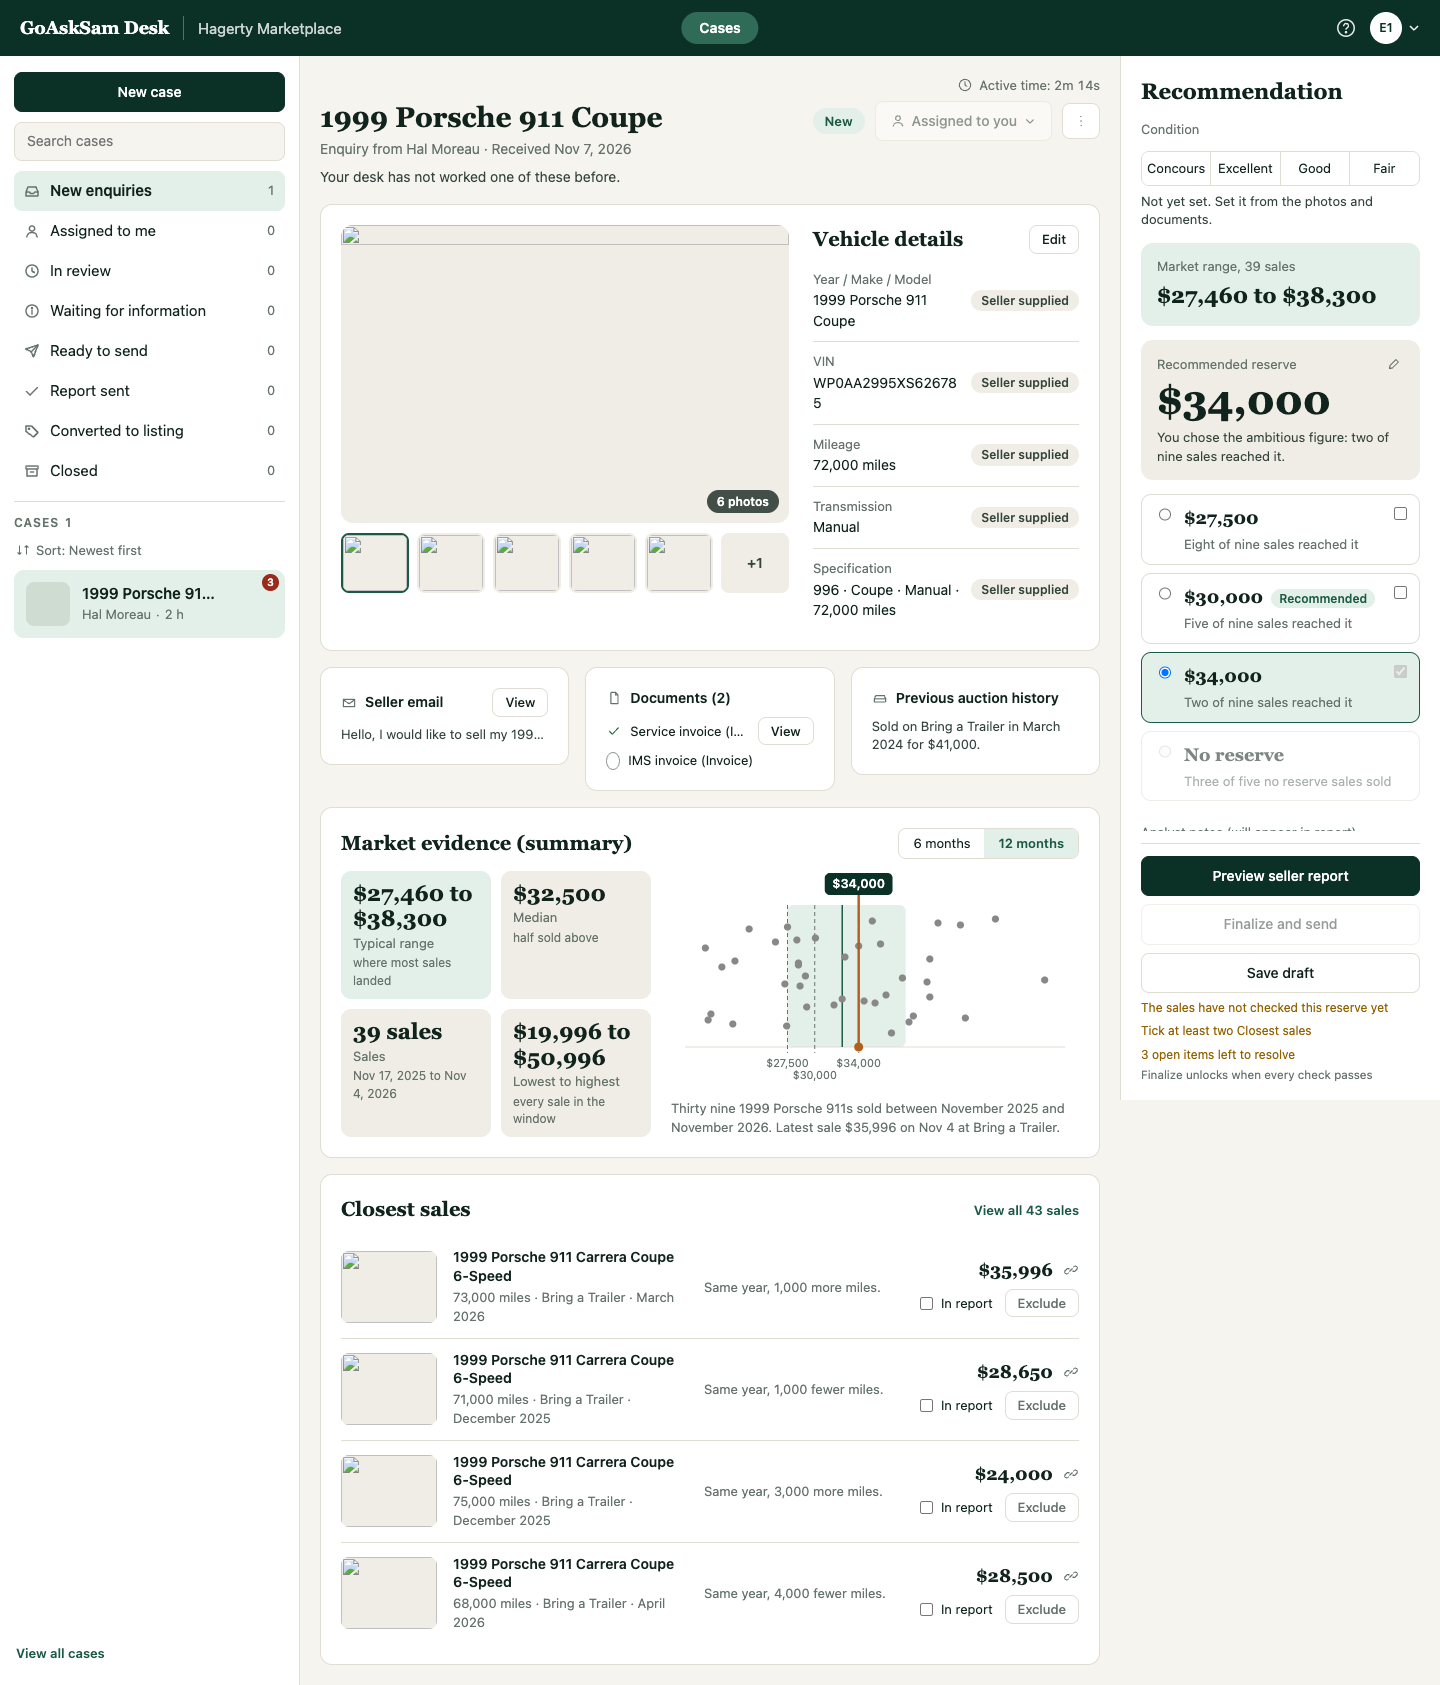 GoAskSam Desk
Hagerty Marketplace
Cases
E1
New case
Search cases
New enquiries 1
Assigned to me 0
In review 0
Waiting for information 0
Ready to send 0
Report sent 0
Converted to listing 0
Closed 0
CASES 1
Sort: Newest first
1999 Porsche 91...
3
Hal Moreau · 2 h
View all cases
Active time: 2m 14s
1999 Porsche 911 Coupe
New
Assigned to you
Enquiry from Hal Moreau · Received Nov 7, 2026
Your desk has not worked one of these before.
6 photos
+1
Vehicle details
Edit
Year / Make / Model
1999 Porsche 911
Coupe
Seller supplied
VIN
WP0AA2995XS62678
5
Seller supplied
Mileage
72,000 miles
Seller supplied
Transmission
Manual
Seller supplied
Specification
996 · Coupe · Manual ·
72,000 miles
Seller supplied
Seller email
View
Hello, I would like to sell my 199...
Documents (2)
Service invoice (I...
View
IMS invoice (Invoice)
Previous auction history
Sold on Bring a Trailer in March
2024 for $41,000.
Market evidence (summary)
6 months
12 months
$27,460 to
$38,300
Typical range
where most sales
landed
$32,500
Median
half sold above
39 sales
Sales
Nov 17, 2025 to Nov
4, 2026
$19,996 to
$50,996
Lowest to highest
every sale in the
window
$34,000
$27,500
$34,000
$30,000
Thirty nine 1999 Porsche 911s sold between November 2025 and
November 2026. Latest sale $35,996 on Nov 4 at Bring a Trailer.
Closest sales
View all 43 sales
1999 Porsche 911 Carrera Coupe
6-Speed
73,000 miles · Bring a Trailer · March
2026
Same year, 1,000 more miles.
$35,996
In report
Exclude
1999 Porsche 911 Carrera Coupe
6-Speed
71,000 miles · Bring a Trailer ·
December 2025
Same year, 1,000 fewer miles.
$28,650
In report
Exclude
1999 Porsche 911 Carrera Coupe
6-Speed
75,000 miles · Bring a Trailer ·
December 2025
Same year, 3,000 more miles.
$24,000
In report
Exclude
1999 Porsche 911 Carrera Coupe
6-Speed
68,000 miles · Bring a Trailer · April
2026
Same year, 4,000 fewer miles.
$28,500
In report
Exclude
Recommendation
Condition
Concours
Excellent
Good
Fair
Not yet set. Set it from the photos and
documents.
Market range, 39 sales
$27,460 to $38,300
Recommended reserve
$34,000
You chose the ambitious figure: two of
nine sales reached it.
$27,500
Eight of nine sales reached it
$30,000
Recommended
Five of nine sales reached it
$34,000
Two of nine sales reached it
No reserve
Three of five no reserve sales sold
Analyst notes (will appear in report)
Preview seller report
Finalize and send
Save draft
The sales have not checked this reserve yet
Tick at least two Closest sales
3 open items left to resolve
Finalize unlocks when every check passes